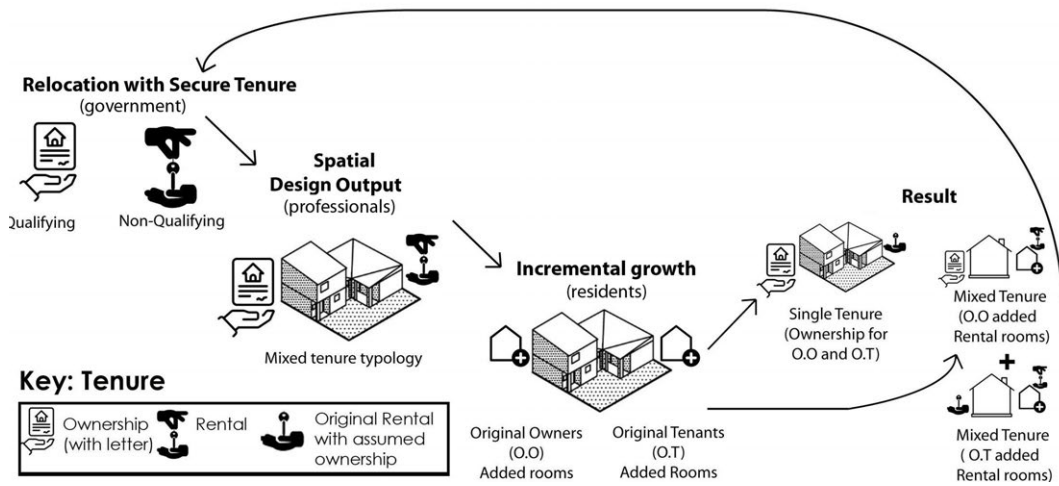 Relocation with Secure Tenure
(government)
Qualifying
Non-Qualifying
Spatial
Design Output
(professionals)
Mixed tenure typology
Incremental growth
(residents)
Original Owners
(O.O)
Added rooms
Original Tenants
(O.T)
Added Rooms
Result
Single Tenure
(Ownership for
O.O and O.T)
Mixed Tenure
(O.O added
Rental rooms)
+
Mixed Tenure
( O.T added
Rental rooms)
Key: Tenure
Ownership
(with letter)
Rental
Original Rental
with assumed
ownership